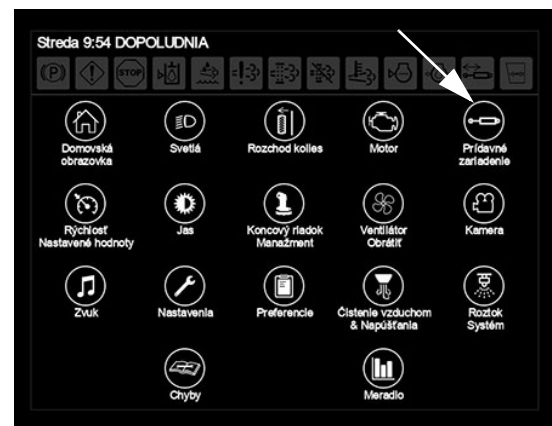 Streda 9:54 DOPOLUDNIA
(P) STOP
Domovská
obrazovka
Svetlá
Rozchod kolies
Motor
Prídavné
zariadenie
Rýchlosť
Nastavené hodnoty
Jas
Koncový riadok
Manažment
Ventilátor
Obrátiť
Kamera
Zvuk
Nastavenia
Preferencie
Čistenie vzduchom
& Napúšťania
Roztok
Systém
Chyby
Meradlo